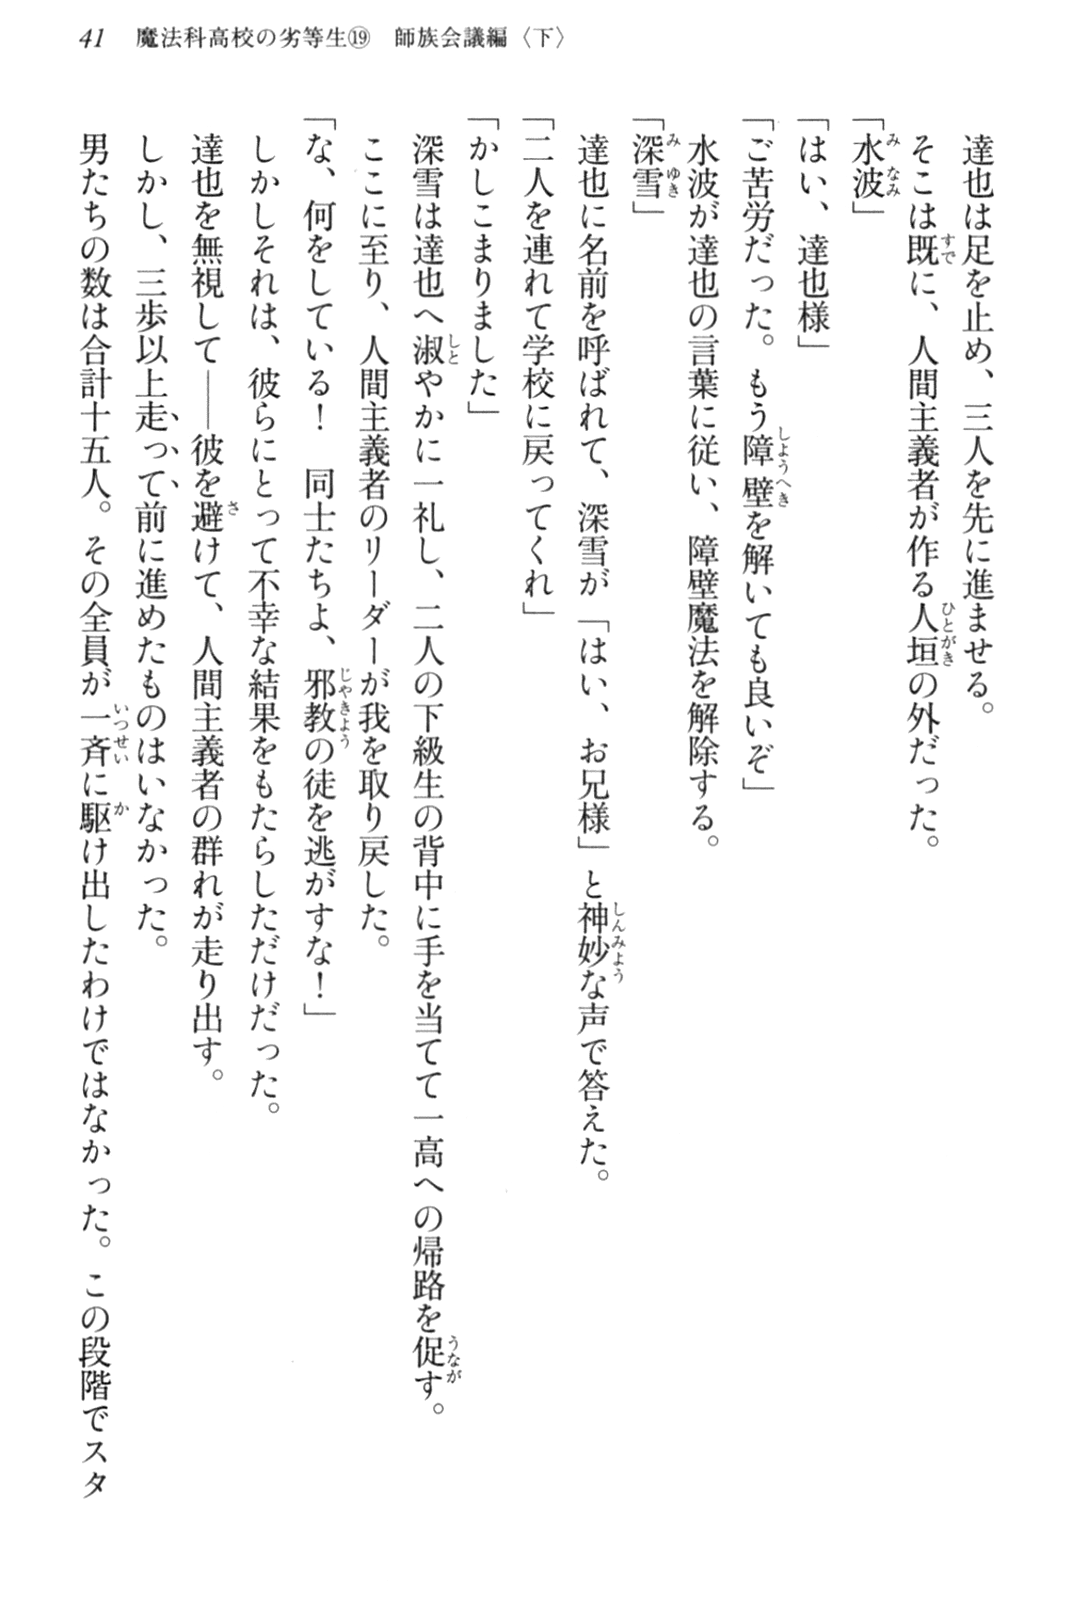 41　魔法科高校の劣等生⑲　師族会議編〈下〉
達也は足を止め、三人を先に進ませる。
そこは既に、人間主義者が作る人垣の外だった。
「水波」
「はい、達也様」
「ご苦労だった。もう障壁を解いても良いぞ」
水波が達也の言葉に従い、障壁魔法を解除する。
「深雪」
達也に名前を呼ばれて、深雪が「はい、お兄様」と神妙な声で答えた。
「二人を連れて学校に戻ってくれ」
「かしこまりました」
深雪は達也へ淑やかに一礼し、二人の下級生の背中に手を当てて一高への帰路を促す。
ここに至り、人間主義者のリーダーが我を取り戻した。
「な、何をしている！　同士たちよ、邪教の徒を逃がすな！」
しかしそれは、彼らにとって不幸な結果をもたらしただけだった。
達也を無視して――彼を避けて、人間主義者の群れが走り出す。
しかし、三歩以上走って前に進めたものはいなかった。
男たちの数は合計十五人。その全員が一斉に駆け出したわけではなかった。この段階でスタ